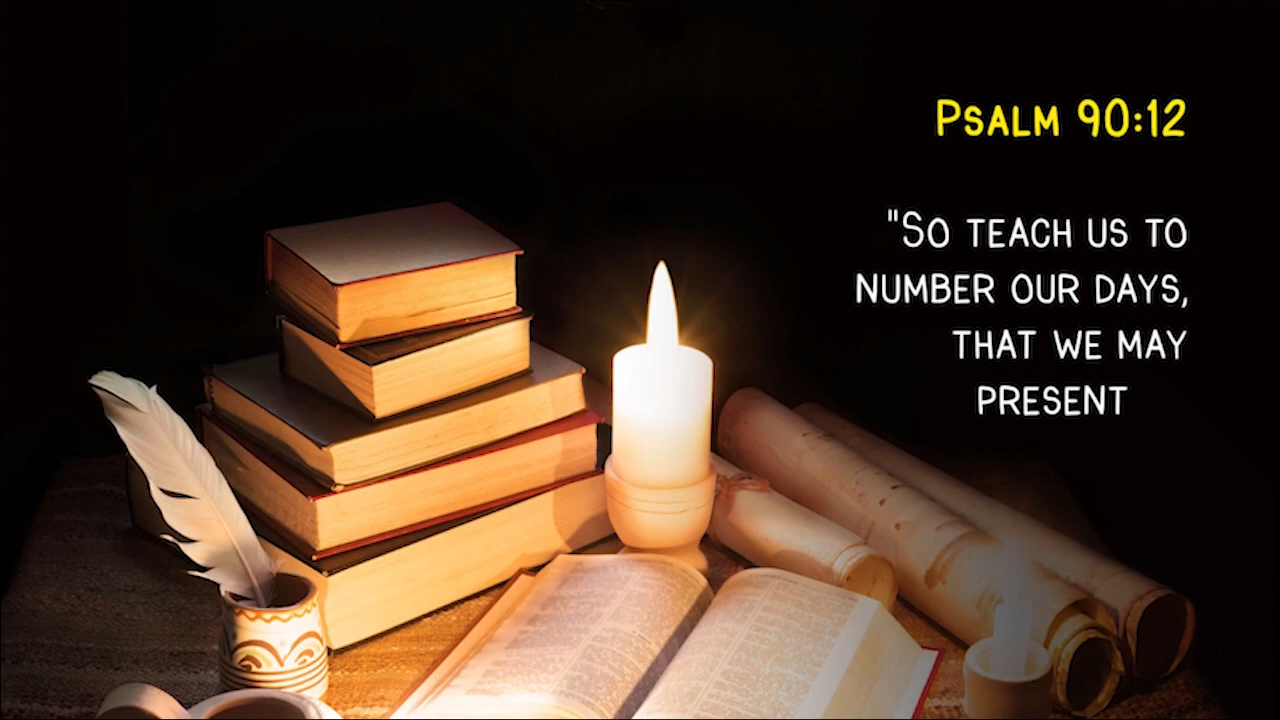 Psalm 90:12
"So teach us to
number our days,
that we may
present